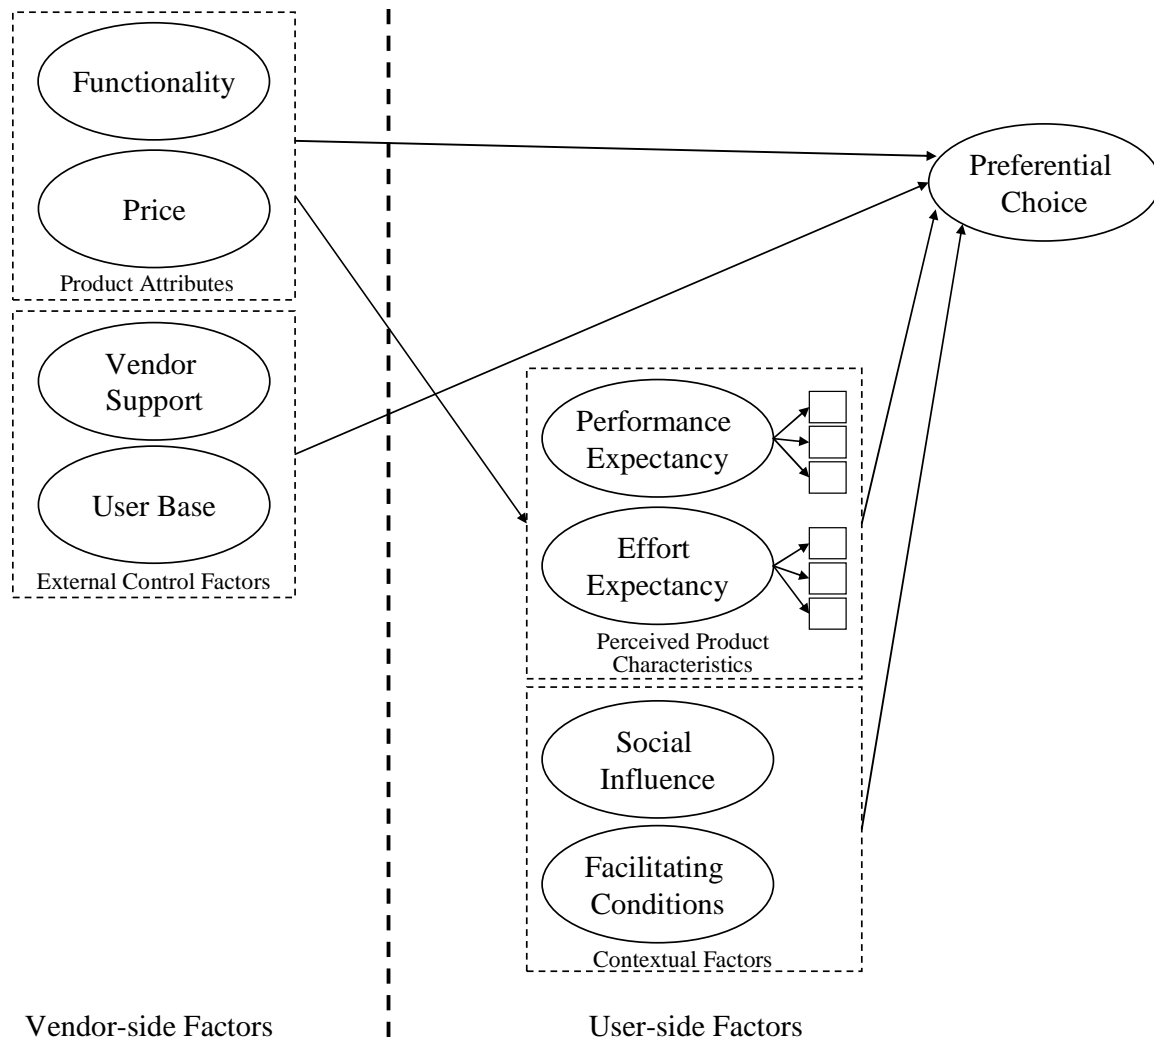 Functionality
Price
Product Attributes
Vendor
Support
User Base
External Control Factors
Preferential
Choice
Performance
Expectancy
Effort
Expectancy
Perceived Product
Characteristics
Social
Influence
Facilitating
Conditions
Contextual Factors
Vendor-side Factors
User-side Factors